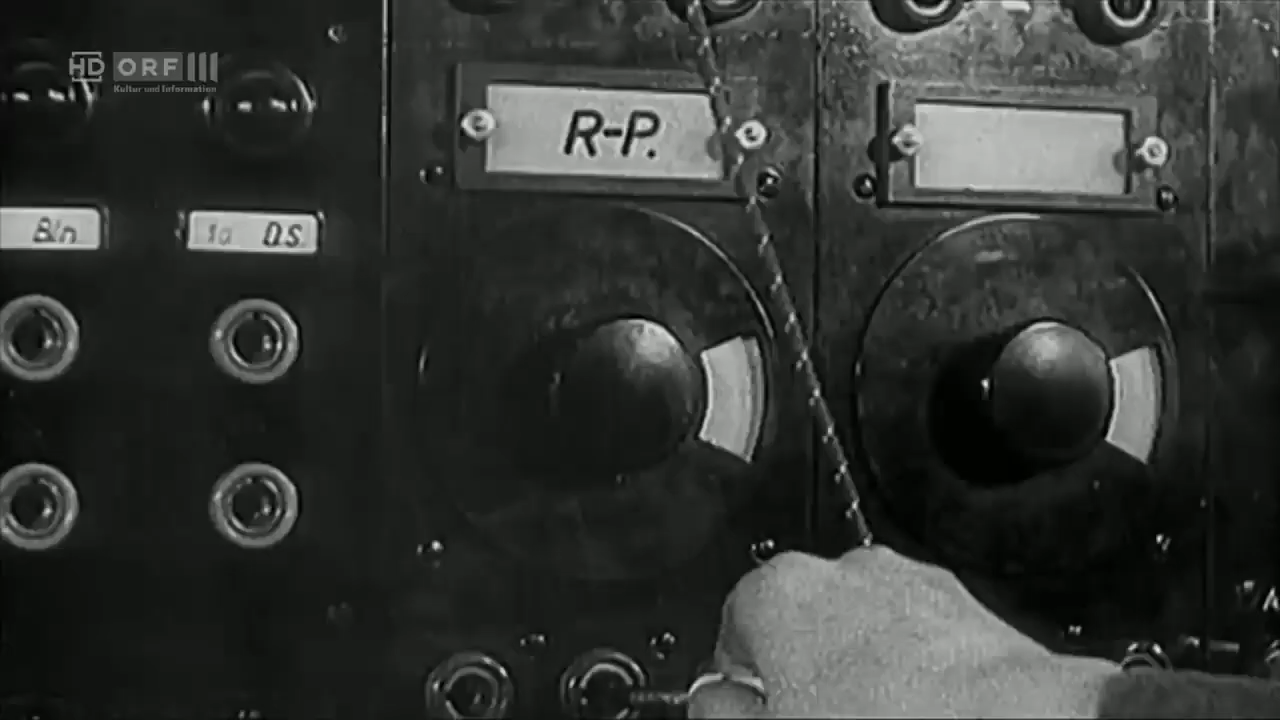 HD ORF III
Kultur und Information
R-P.
Bln
1a D.S.